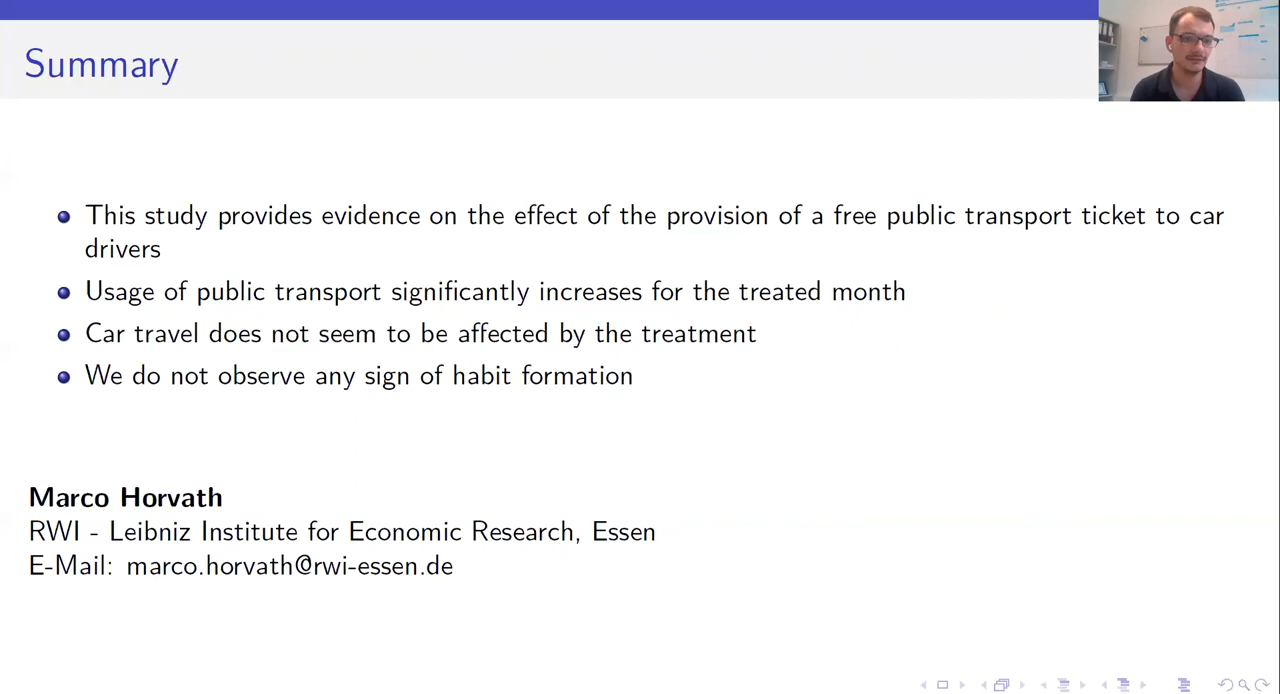 Summary
This study provides evidence on the effect of the provision of a free public transport ticket to car
drivers
Usage of public transport significantly increases for the treated month
Car travel does not seem to be affected by the treatment
We do not observe any sign of habit formation
Marco Horvath
RWI - Leibniz Institute for Economic Research, Essen
E-Mail: marco.horvath@rwi-essen.de